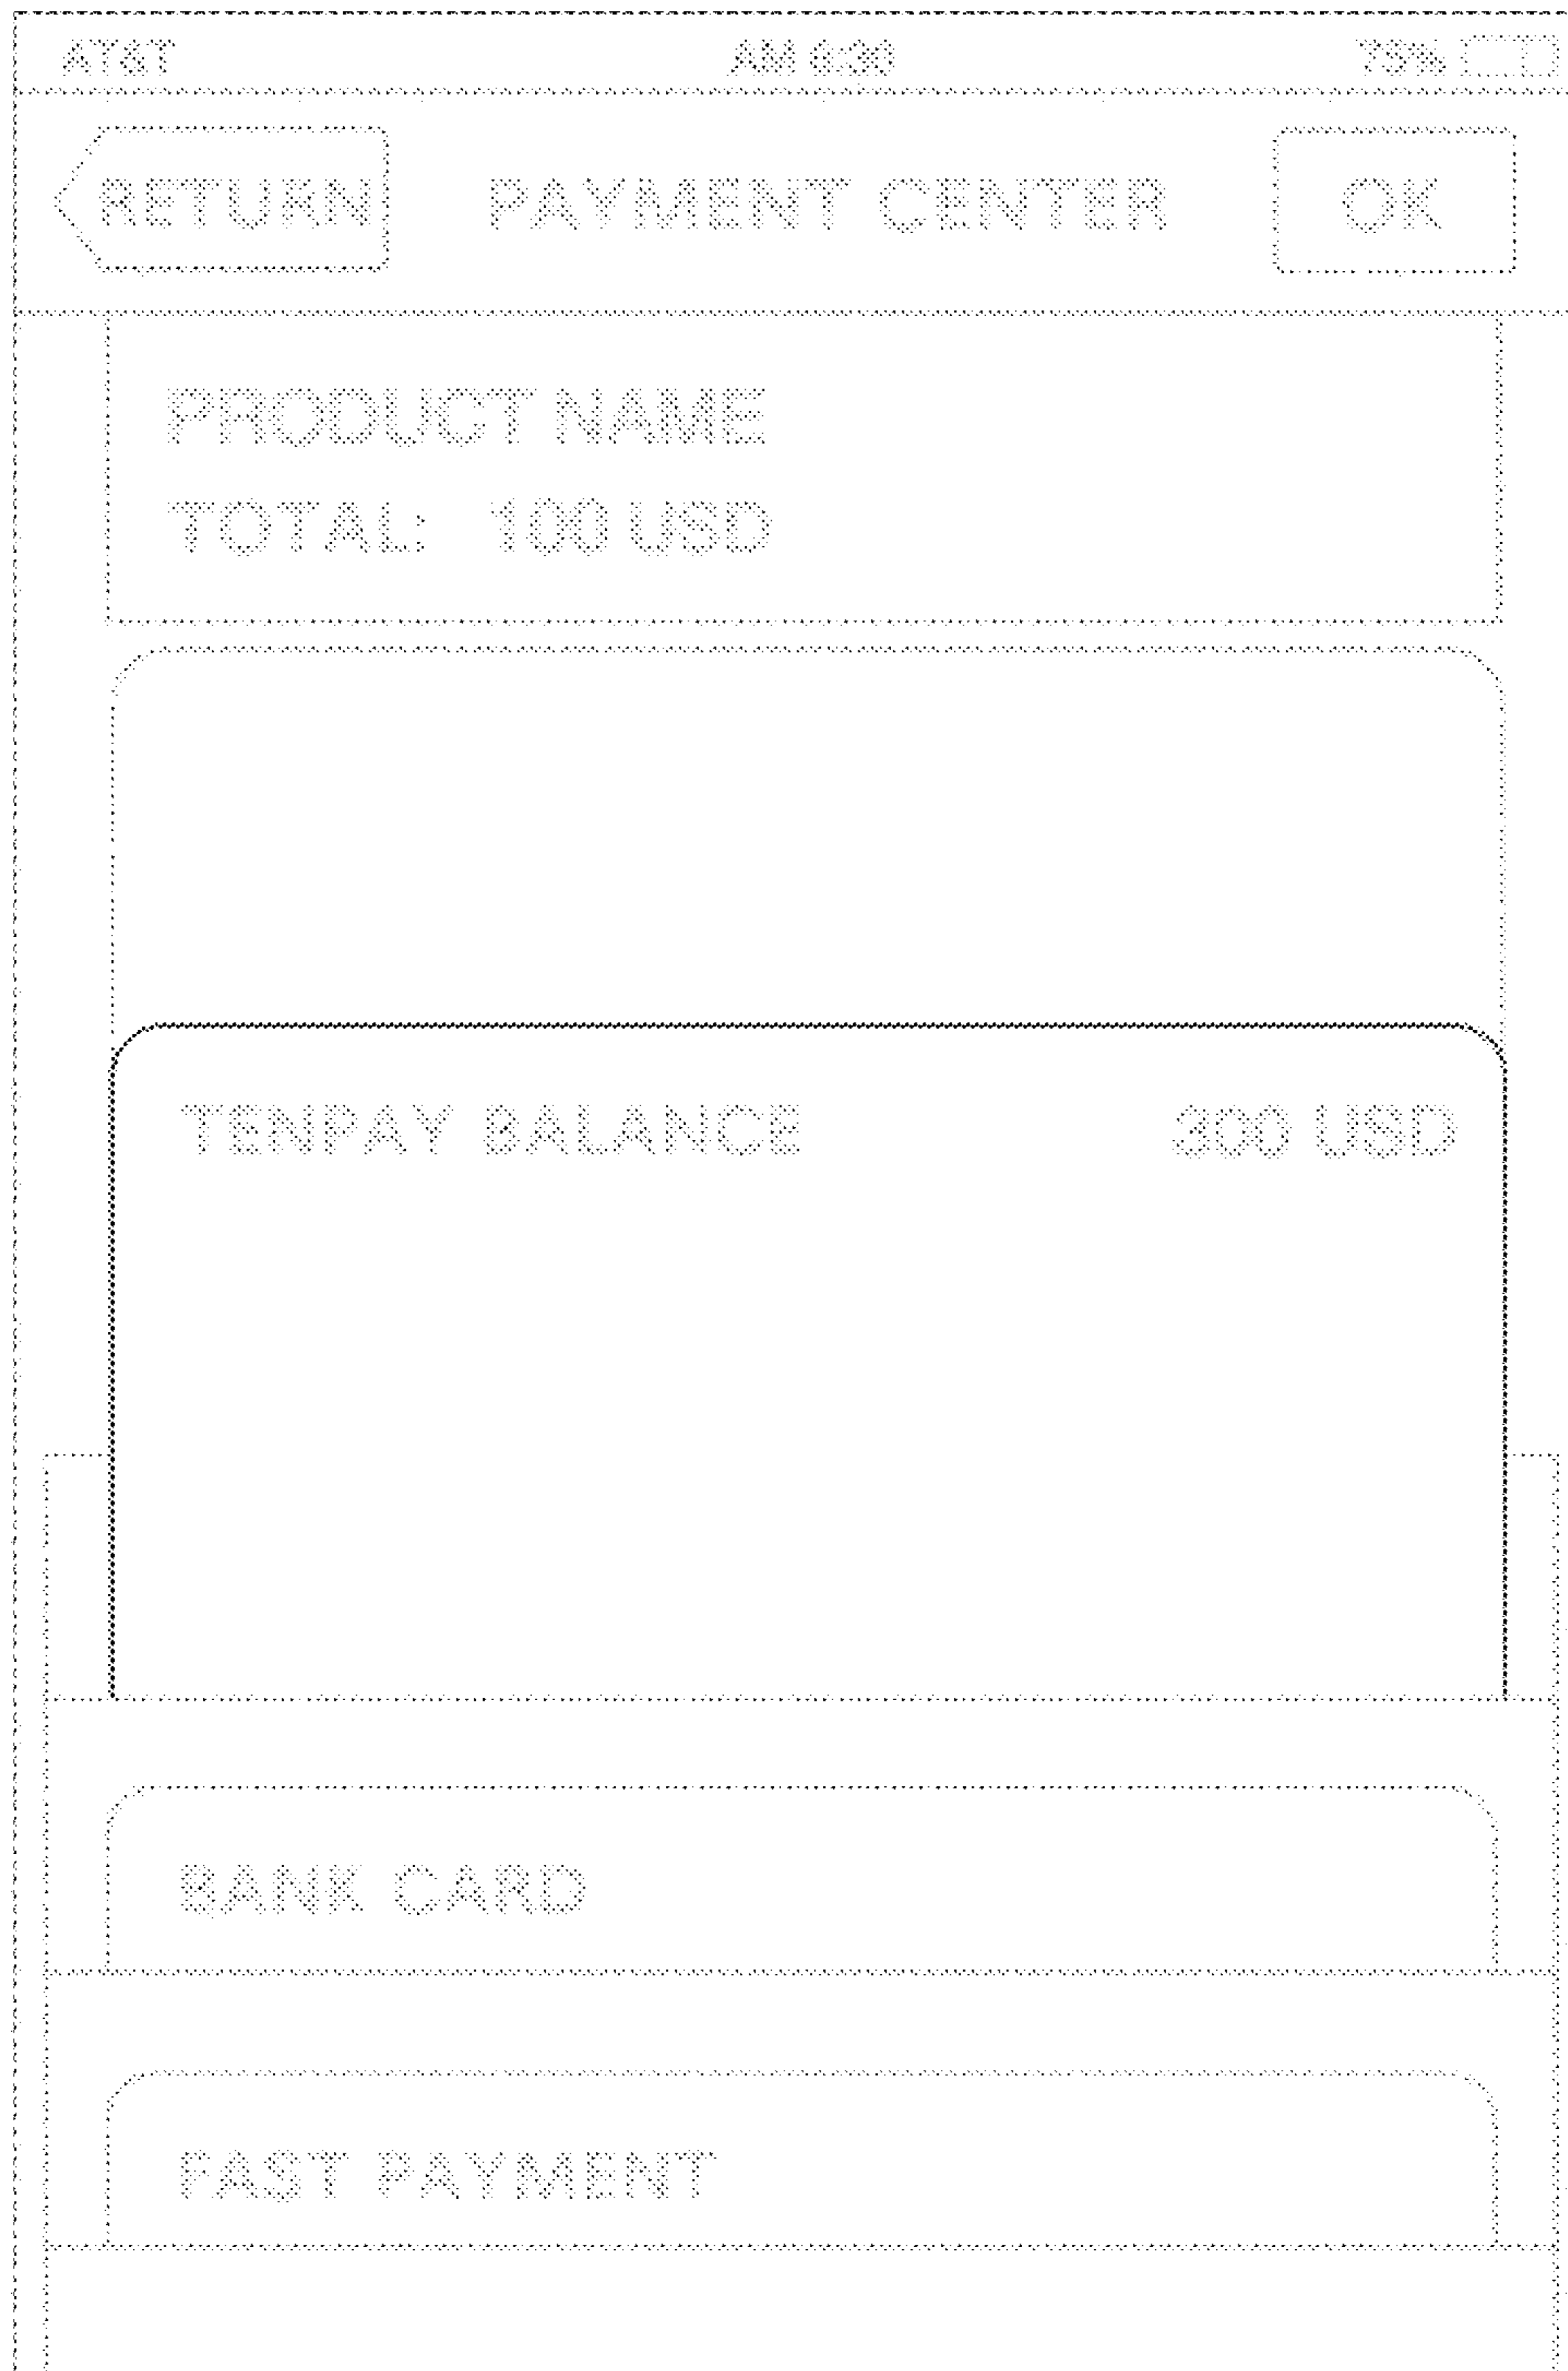 AT&T AM 6:30 75%
RETURN PAYMENT CENTER OK
PRODUCT NAME
TOTAL: 100 USD
TENPAY BALANCE 300 USD
BANK CARD
FAST PAYMENT